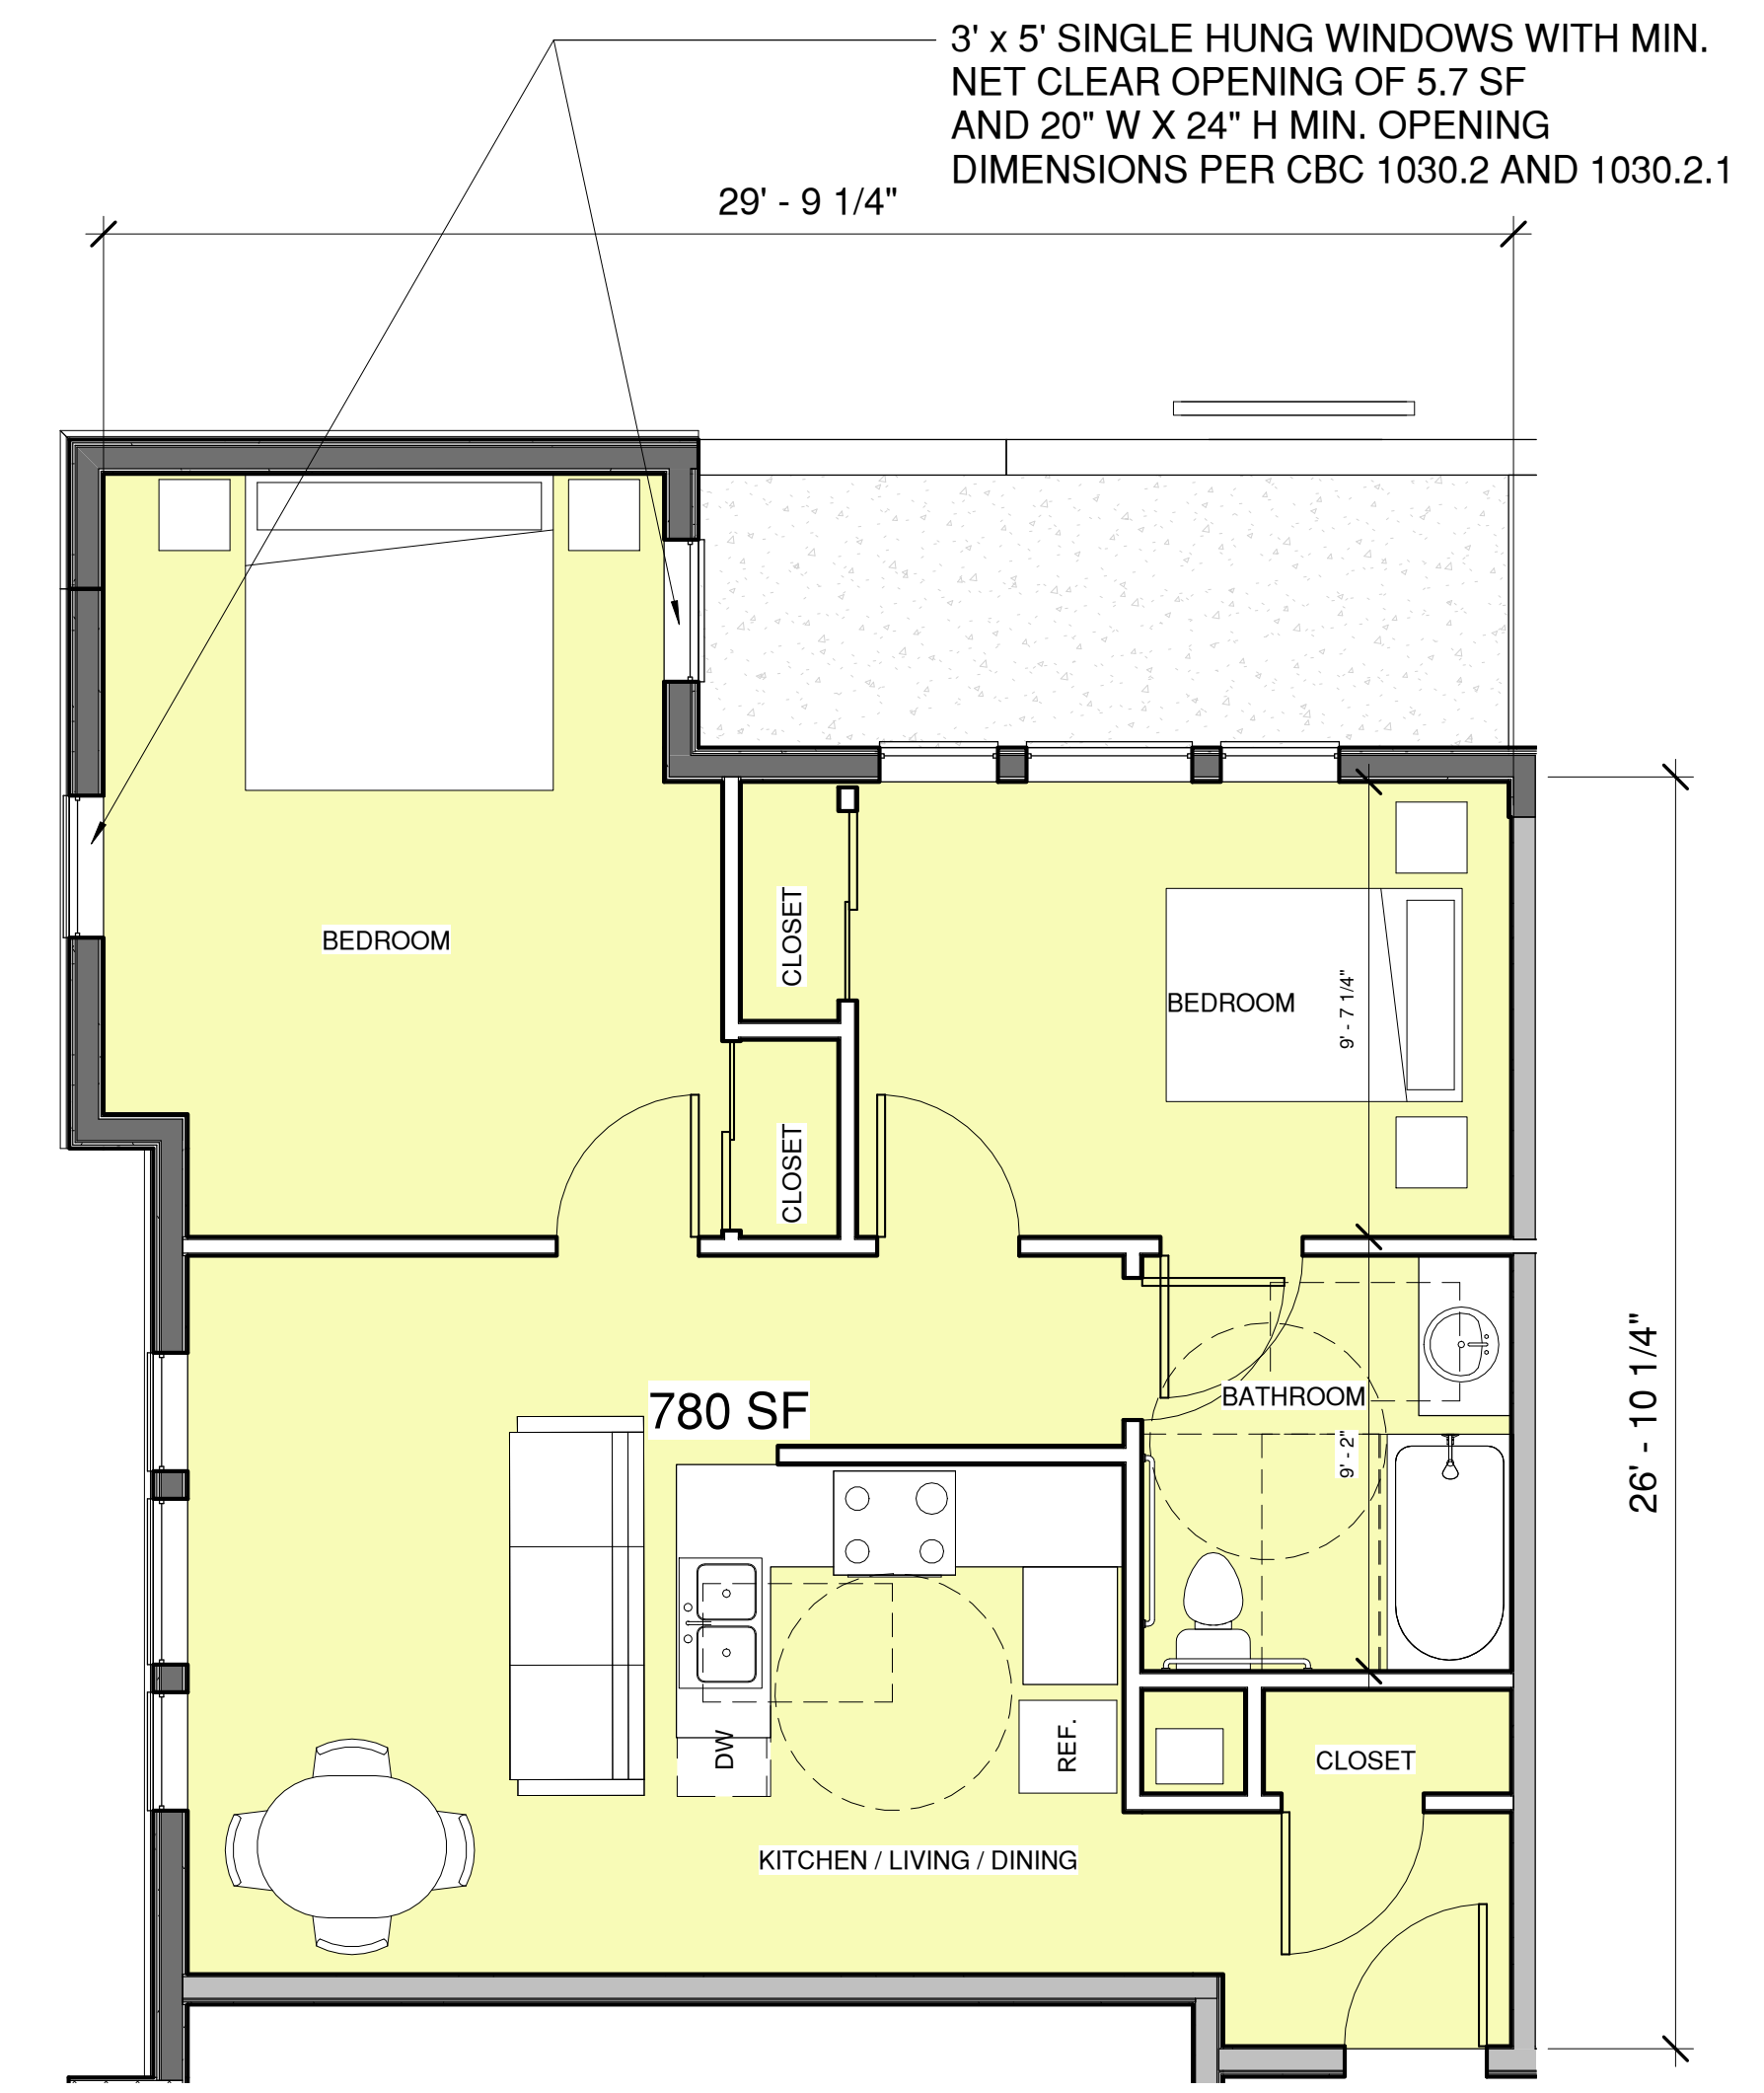 3' x 5' SINGLE HUNG WINDOWS WITH MIN.
NET CLEAR OPENING OF 5.7 SF
AND 20" W X 24" H MIN. OPENING
DIMENSIONS PER CBC 1030.2 AND 1030.2.1
29' - 9 1/4"
CLOSET
BEDROOM
BEDROOM
9' - 7 1/4"
CLOSET
BATHROOM
780 SF
9' - 2"
26' - 10 1/4"
DW
REF.
CLOSET
KITCHEN / LIVING / DINING